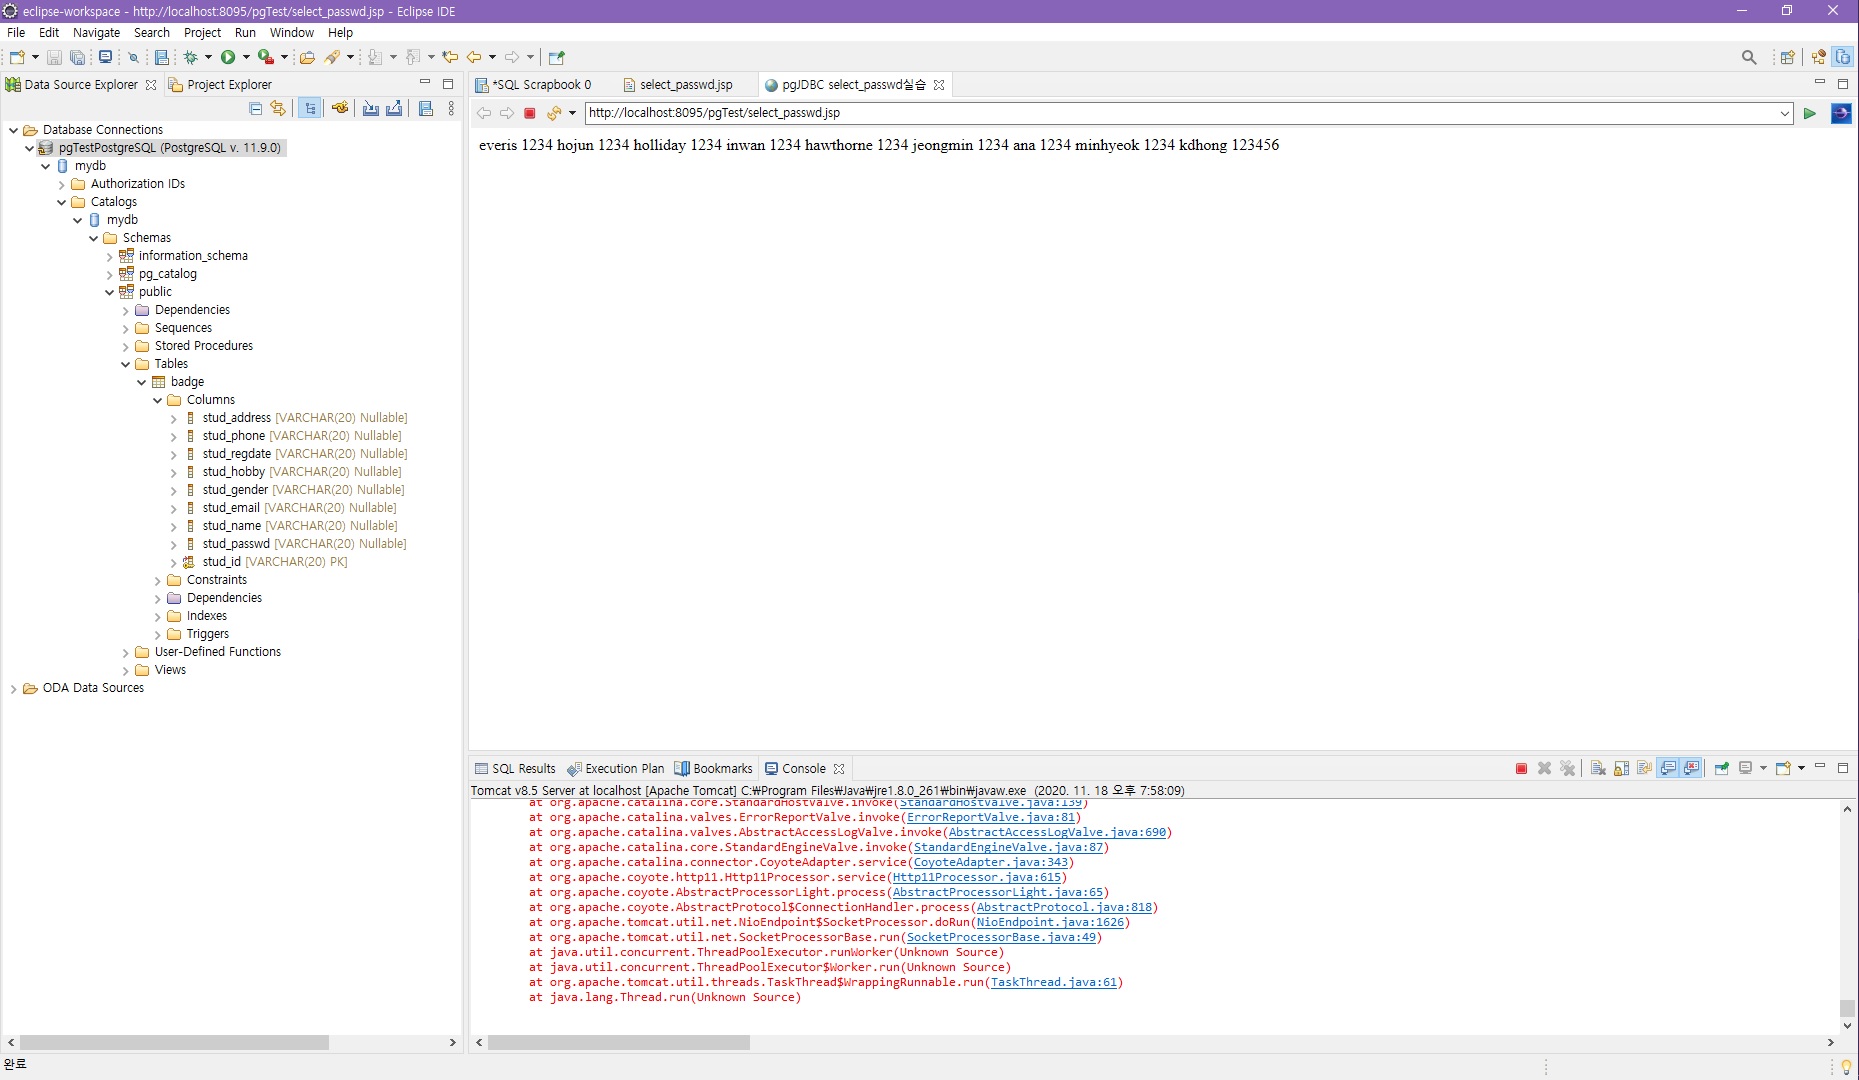 eclipse-workspace - http://localhost:8095/pgTest/select_passwd.jsp - Eclipse IDE
File Edit Navigate Search Project Run Window Help
Data Source Explorer Project Explorer
Database Connections
pgTestPostgreSQL (PostgreSQL v. 11.9.0)
mydb
Authorization IDs
Catalogs
mydb
Schemas
information_schema
pg_catalog
public
Dependencies
Sequences
Stored Procedures
Tables
badge
Columns
stud_address [VARCHAR(20) Nullable]
stud_phone [VARCHAR(20) Nullable]
stud_regdate [VARCHAR(20) Nullable]
stud_hobby [VARCHAR(20) Nullable]
stud_gender [VARCHAR(20) Nullable]
stud_email [VARCHAR(20) Nullable]
stud_name [VARCHAR(20) Nullable]
stud_passwd [VARCHAR(20) Nullable]
stud_id [VARCHAR(20) PK]
Constraints
Dependencies
Indexes
Triggers
User-Defined Functions
Views
ODA Data Sources
*SQL Scrapbook 0 select_passwd.jsp pgJDBC select_passwd실습
http://localhost:8095/pgTest/select_passwd.jsp
everis 1234 hojun 1234 holliday 1234 inwan 1234 hawthorne 1234 jeongmin 1234 ana 1234 minhyeok 1234 kdhong 123456
SQL Results Execution Plan Bookmarks Console
Tomcat v8.5 Server at localhost [Apache Tomcat] C:₩Program Files₩Java₩jre1.8.0_261₩bin₩javaw.exe (2020. 11. 18 오후 7:58:09)
at org.apache.catalina.core.StandardHostValve.invoke(StandardHostValve.java:139)
at org.apache.catalina.valves.ErrorReportValve.invoke(ErrorReportValve.java:81)
at org.apache.catalina.valves.AbstractAccessLogValve.invoke(AbstractAccessLogValve.java:690)
at org.apache.catalina.core.StandardEngineValve.invoke(StandardEngineValve.java:87)
at org.apache.catalina.connector.CoyoteAdapter.service(CoyoteAdapter.java:343)
at org.apache.coyote.http11.Http11Processor.service(Http11Processor.java:615)
at org.apache.coyote.AbstractProcessorLight.process(AbstractProcessorLight.java:65)
at org.apache.coyote.AbstractProtocol$ConnectionHandler.process(AbstractProtocol.java:818)
at org.apache.tomcat.util.net.NioEndpoint$SocketProcessor.doRun(NioEndpoint.java:1626)
at org.apache.tomcat.util.net.SocketProcessorBase.run(SocketProcessorBase.java:49)
at java.util.concurrent.ThreadPoolExecutor.runWorker(Unknown Source)
at java.util.concurrent.ThreadPoolExecutor$Worker.run(Unknown Source)
at org.apache.tomcat.util.threads.TaskThread$WrappingRunnable.run(TaskThread.java:61)
at java.lang.Thread.run(Unknown Source)
완료